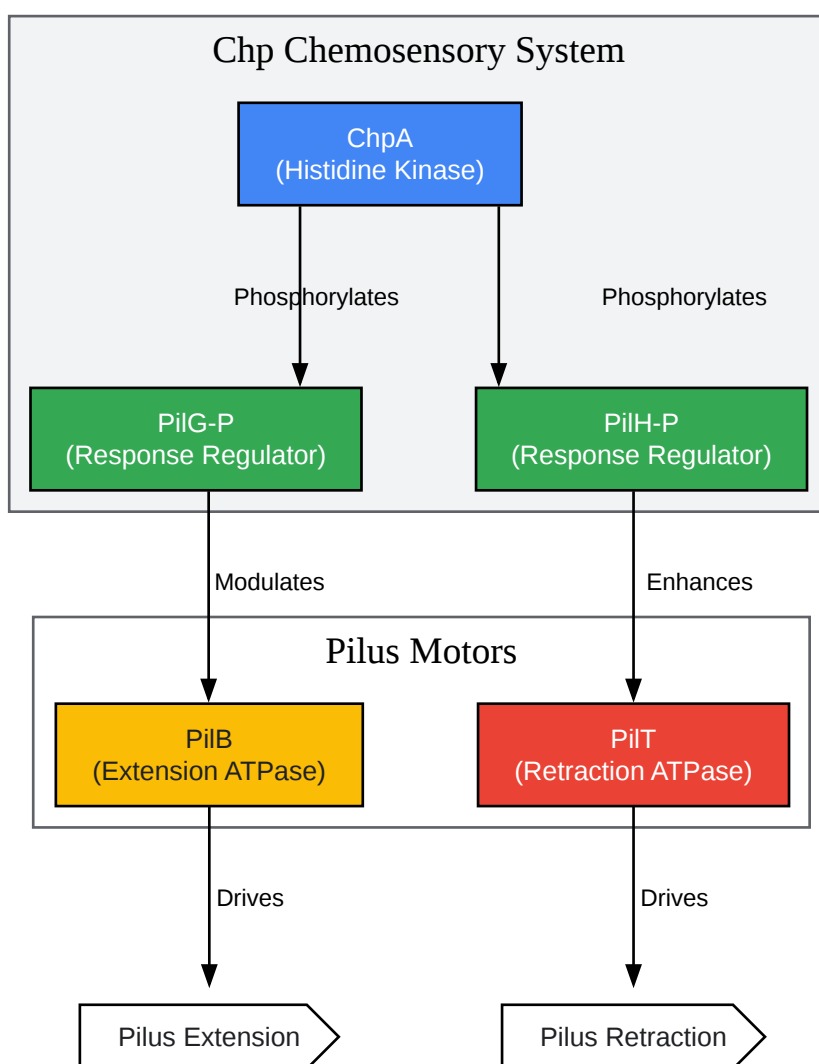 Chp Chemosensory System
ChpA
(Histidine Kinase)
Phosphorylates
Phosphorylates
PilG-P
(Response Regulator)
PilH-P
(Response Regulator)
Modulates
Enhances
Pilus Motors
PilB
(Extension ATPase)
PilT
(Retraction ATPase)
Drives
Drives
Pilus Extension
Pilus Retraction